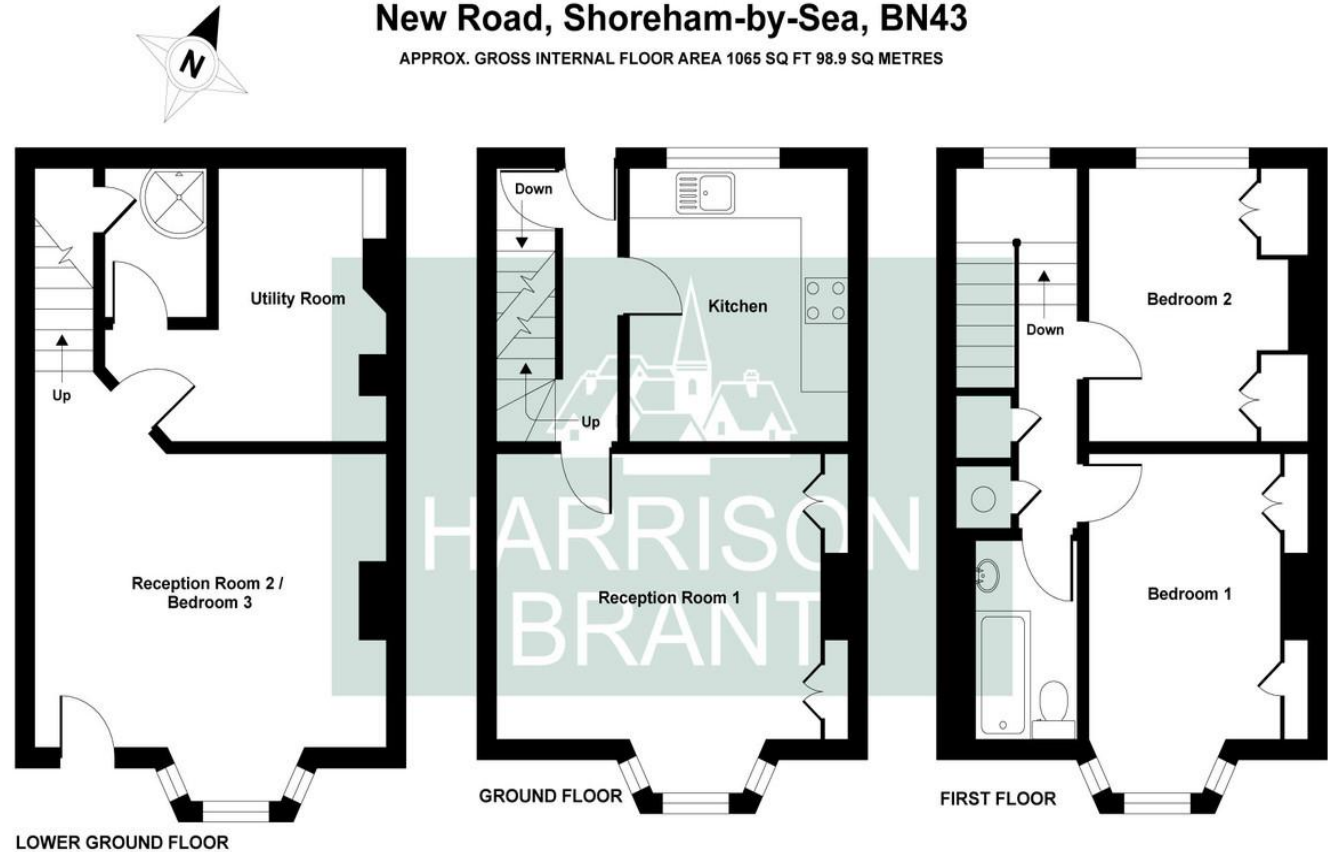 New Road, Shoreham-by-Sea, BN43
APPROX. GROSS INTERNAL FLOOR AREA 1065 SQ FT 98.9 SQ METRES
N
Up
Utility Room
Reception Room 2 /
Bedroom 3
LOWER GROUND FLOOR
Down
Kitchen
Up
Reception Room 1
GROUND FLOOR
HARRISON
BRANT
Bedroom 2
Down
Bedroom 1
FIRST FLOOR